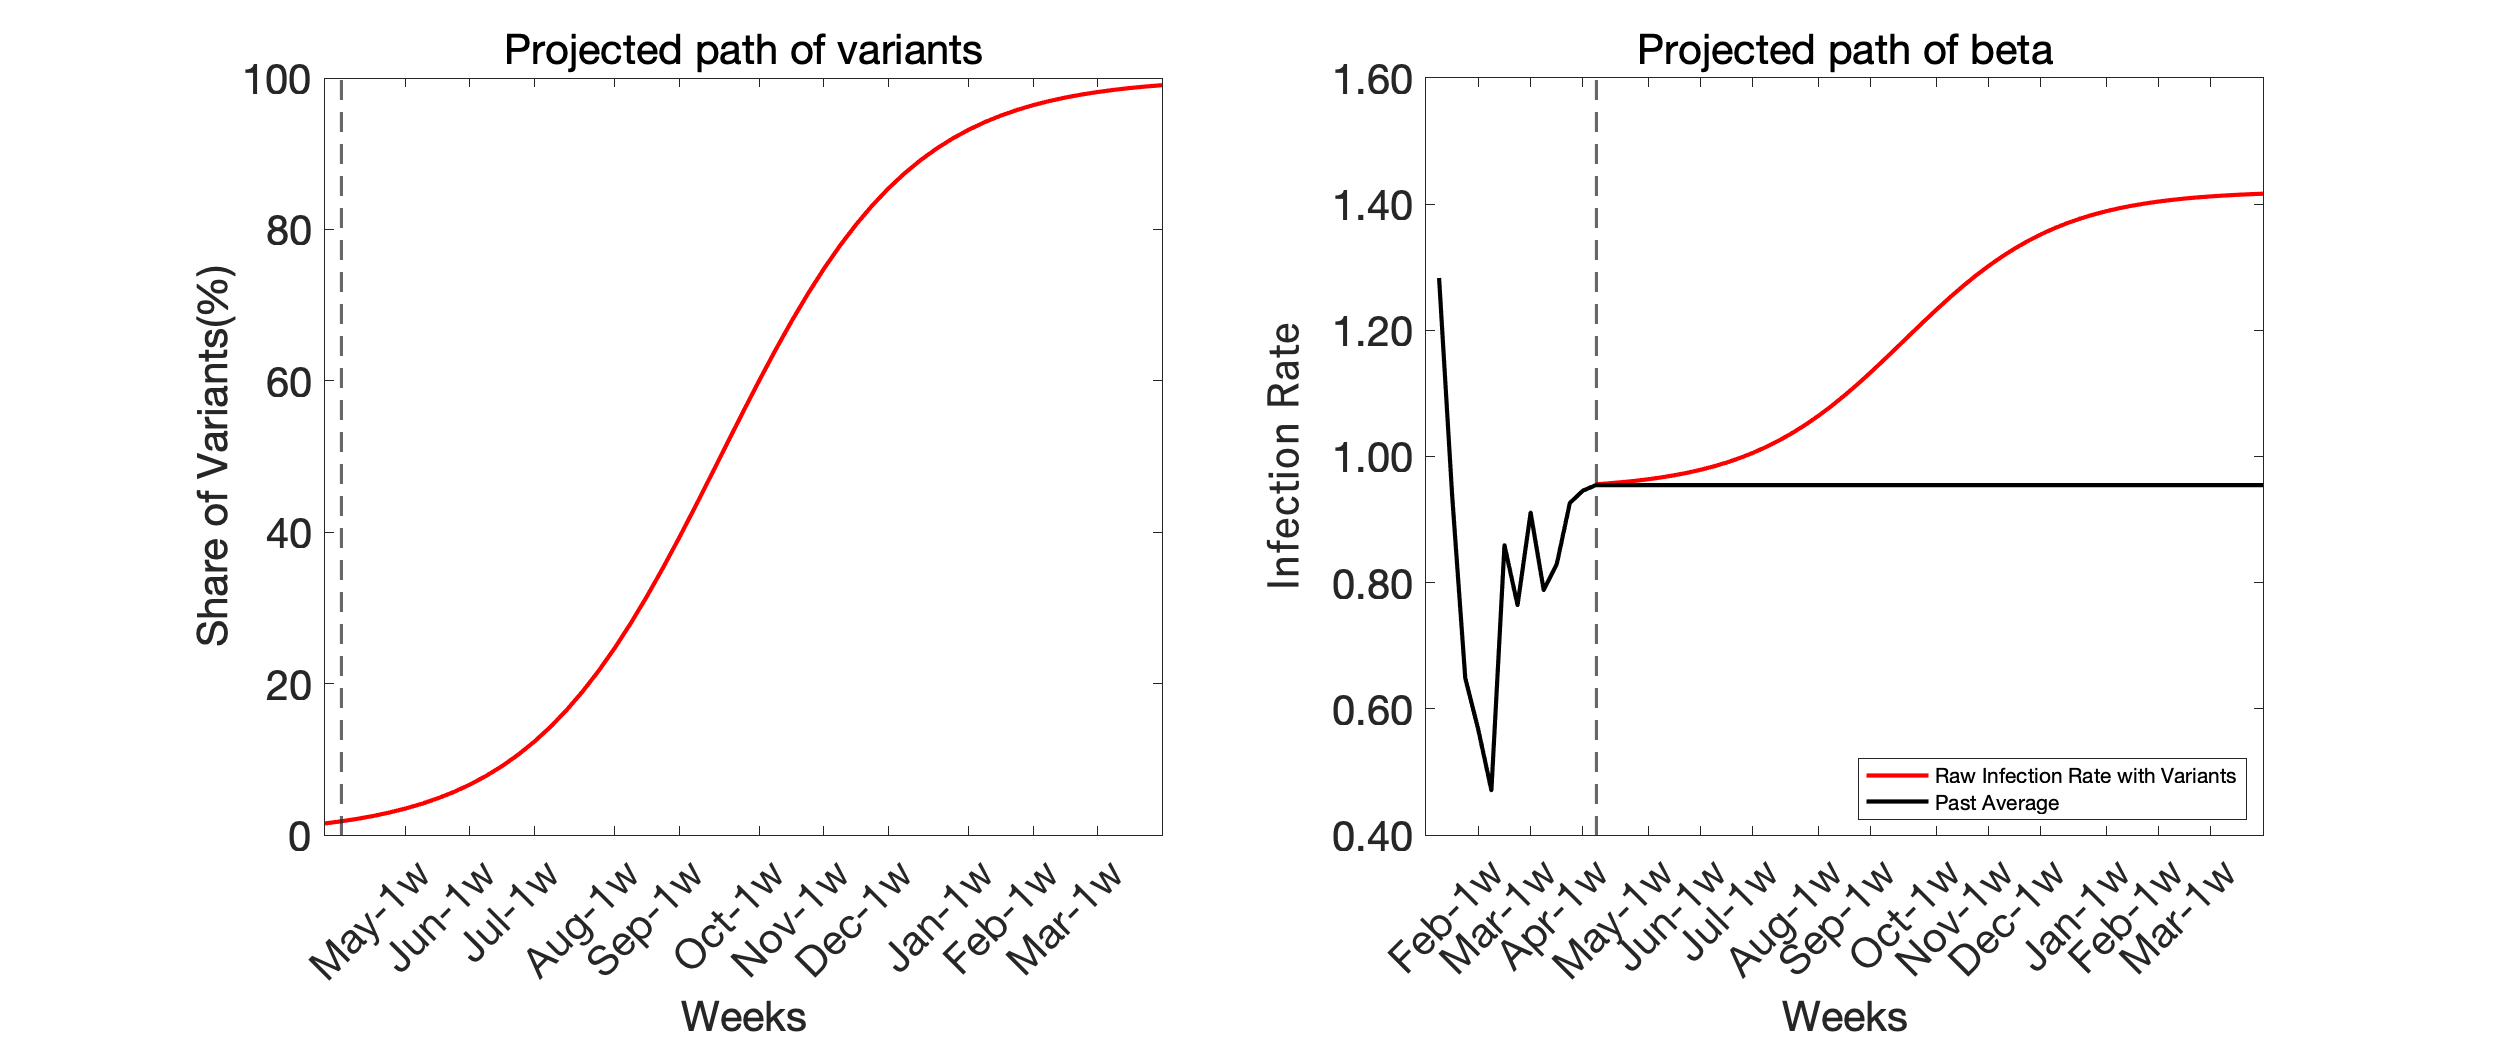 Projected path of variants
100
80
60
40
20
0
Share of Variants(%)
May-1w
Jun-1w
Jul-1w
Aug-1w
Sep-1w
Oct-1w
Nov-1w
Dec-1w
Jan-1w
Feb-1w
Mar-1w
Weeks
Projected path of beta
1.60
1.40
1.20
1.00
0.80
0.60
0.40
Infection Rate
Raw Infection Rate with Variants
Past Average
Feb-1w
Mar-1w
Apr-1w
May-1w
Jun-1w
Jul-1w
Aug-1w
Sep-1w
Oct-1w
Nov-1w
Dec-1w
Jan-1w
Feb-1w
Mar-1w
Weeks